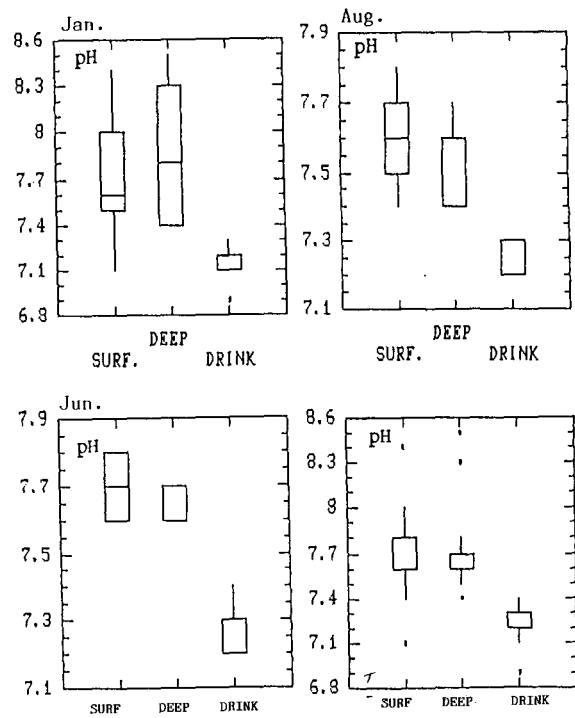 Jan.
pH
8.6
8.3
8
7.7
7.4
7.1
6.8
DEEP
SURF. DRINK
Aug.
pH
7.9
7.7
7.5
7.3
7.1
DEEP
SURF. DRINK
Jun.
pH
7.9
7.7
7.5
7.3
7.1
SURF DEEP DRINK
pH
8.6
8.3
8
7.7
7.4
7.1
6.8
T
SURF DEEP DRINK